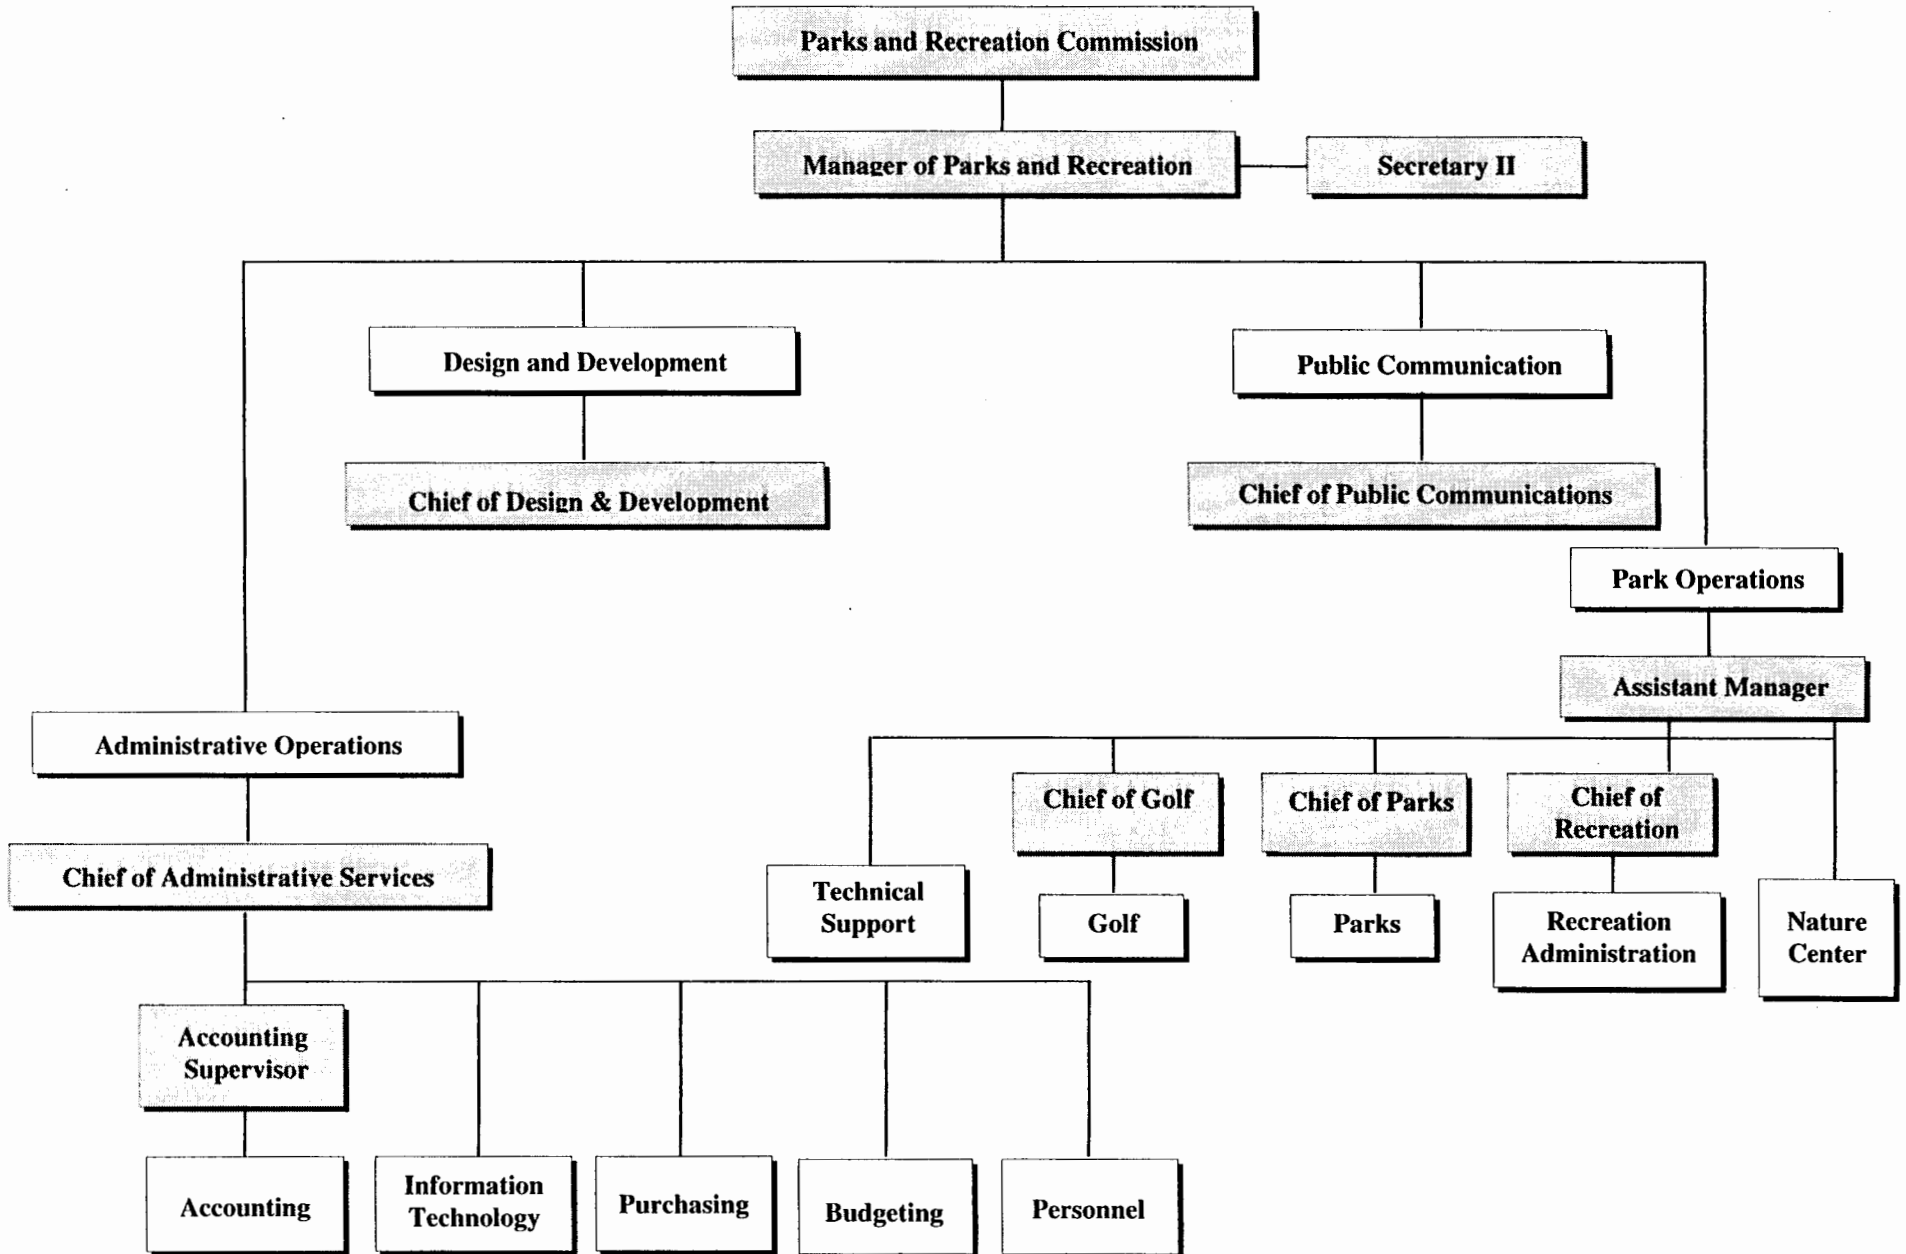 Parks and Recreation Commission
Manager of Parks and Recreation
Secretary II
Design and Development
Public Communication
Chief of Design & Development
Chief of Public Communications
Park Operations
Assistant Manager
Administrative Operations
Chief of Golf
Chief of Parks
Chief of
Recreation
Chief of Administrative Services
Technical
Support
Golf
Parks
Recreation
Administration
Nature
Center
Accounting
Supervisor
Accounting
Information
Technology
Purchasing
Budgeting
Personnel